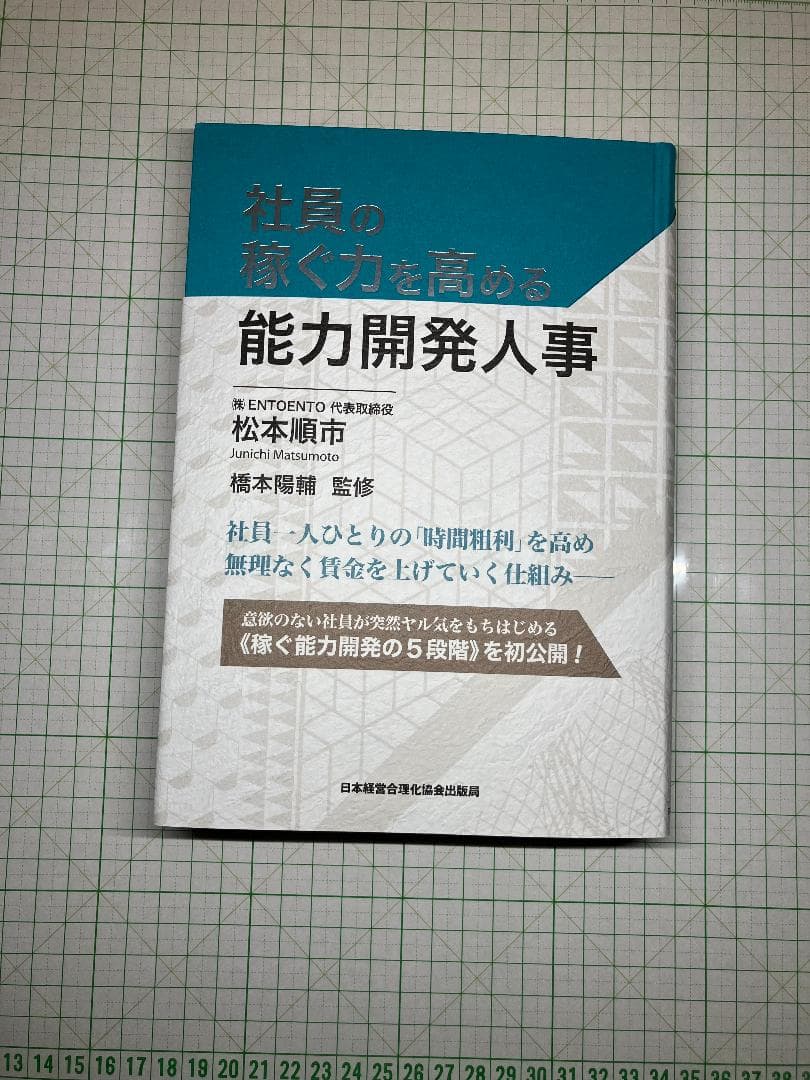 社員の
稼ぐ力を高める
能力開発人事
㈱ ENTOENTO 代表取締役
松本順市
Junichi Matsumoto
橋本陽輔 監修
社員一人ひとりの「時間粗利」を高め
無理なく賃金を上げていく仕組み──
意欲のない社員が突然ヤル気をもちはじめる
《稼ぐ能力開発の5段階》を初公開!
日本経営合理化協会出版局
13 14 15 16 17 18 19 20 21 22 23 24 25 26 27 28 29 30 31 32 33 34 35 36 37 38